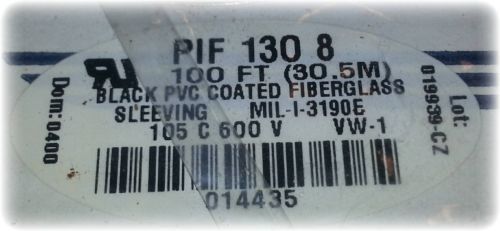 PIF 130 8
100 FT (30.5M)
BLACK PVC COATED FIBERGLASS
SLEEVING MIL-I-3190E
105 C 600 V VW-1
014435
Dom:0400
Lot:
019939-CZ